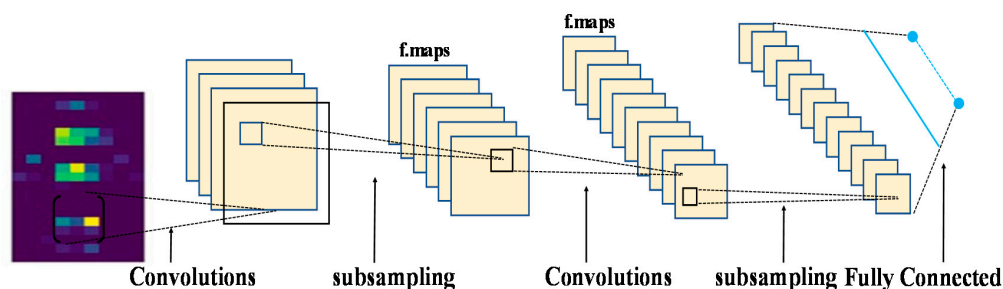 f.maps
f.maps
Convolutions
subsampling
Convolutions
subsampling
Fully Connected